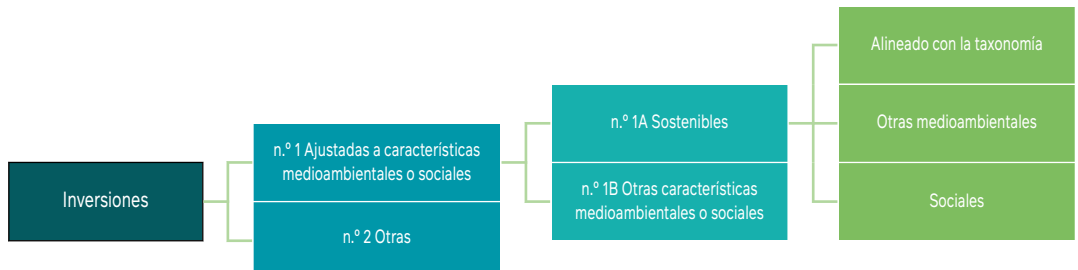 Inversiones
n.º 1 Ajustadas a características
medioambientales o sociales
n.º 2 Otras
n.º 1A Sostenibles
n.º 1B Otras características
medioambientales o sociales
Alineado con la taxonomía
Otras medioambientales
Sociales